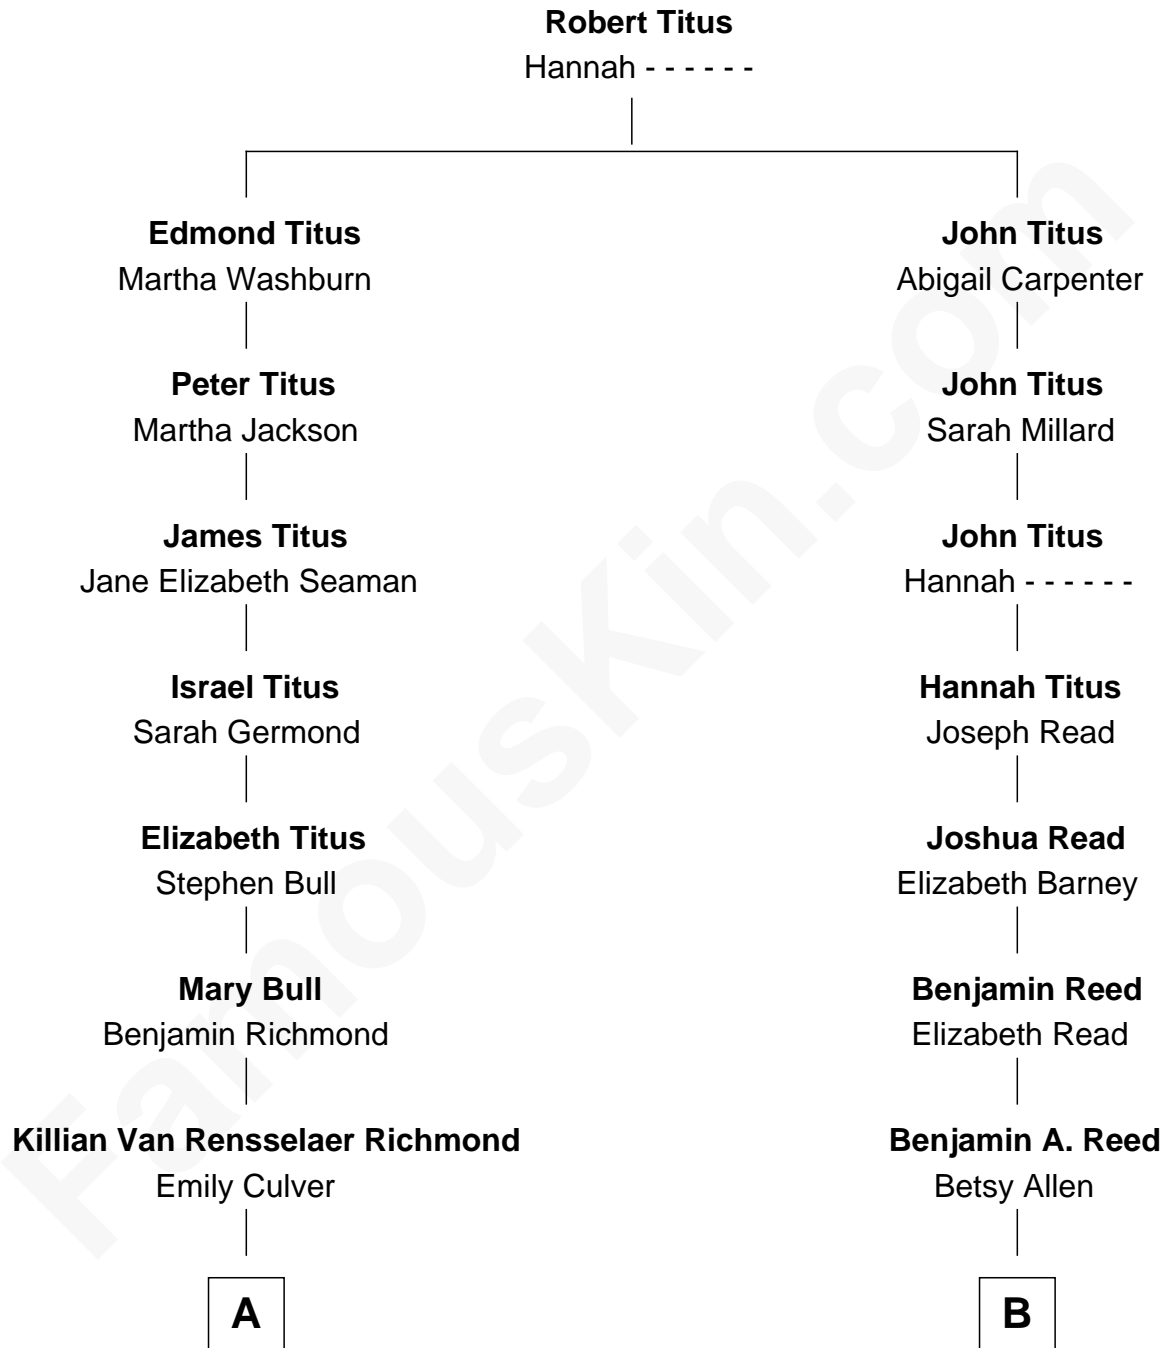 Robert Titus
Hannah - - - - - -
Edmond Titus
Martha Washburn
John Titus
Abigail Carpenter
Peter Titus
Martha Jackson
John Titus
Sarah Millard
James Titus
Jane Elizabeth Seaman
John Titus
Hannah - - - - - -
Israel Titus
Sarah Germond
Hannah Titus
Joseph Read
Elizabeth Titus
Stephen Bull
Joshua Read
Elizabeth Barney
Mary Bull
Benjamin Richmond
Benjamin Reed
Elizabeth Read
Killian Van Rensselaer Richmond
Emily Culver
Benjamin A. Reed
Betsy Allen
A
B
FamousKin.com